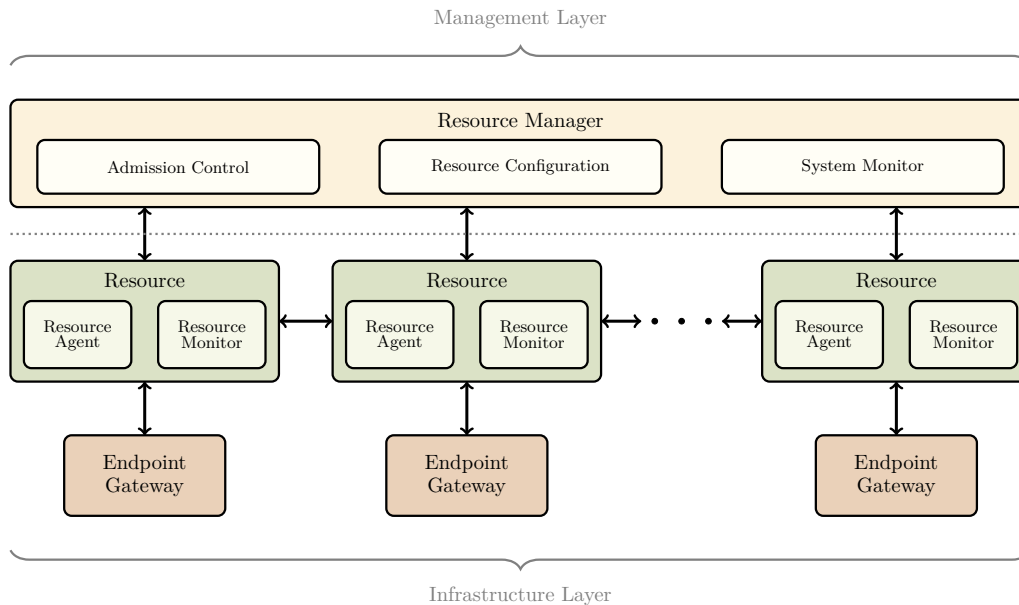 Management Layer
Resource Manager
Admission Control
Resource Configuration
System Monitor
Resource
Resource
Resource
Resource
Agent
Resource
Monitor
Resource
Agent
Resource
Monitor
Resource
Agent
Resource
Monitor
Endpoint
Gateway
Endpoint
Gateway
Endpoint
Gateway
Infrastructure Layer